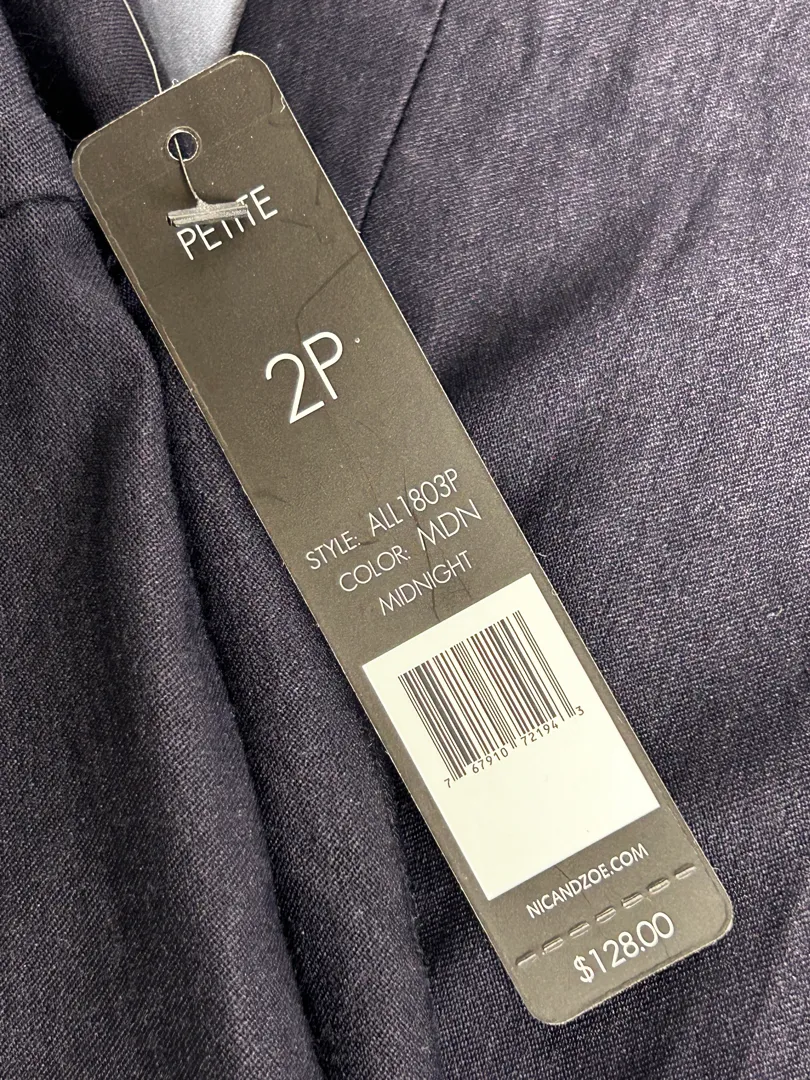 PETITE
2P
STYLE: ALL1803P
COLOR: MDN
MIDNIGHT
7 67910 72194 3
NICANDZOE.COM
$128.00